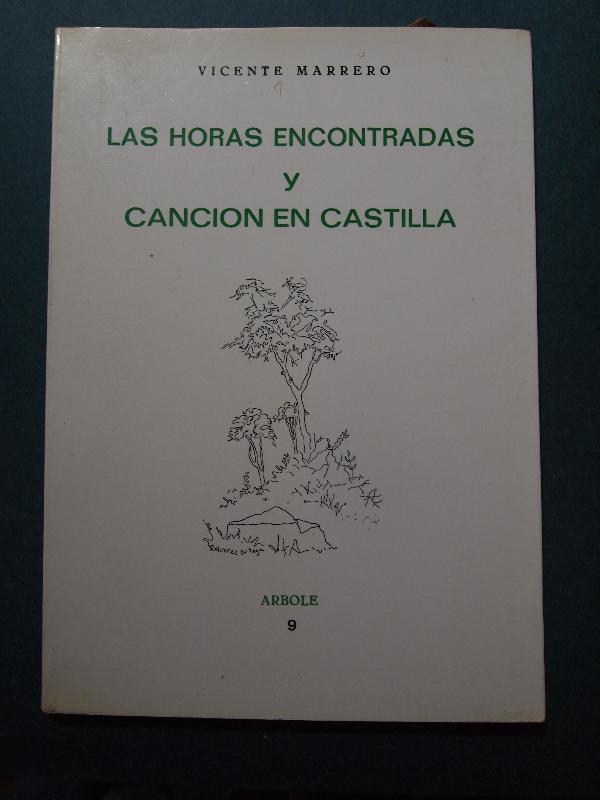 VICENTE MARRERO
LAS HORAS ENCONTRADAS
y
CANCION EN CASTILLA
ARBOLE
9